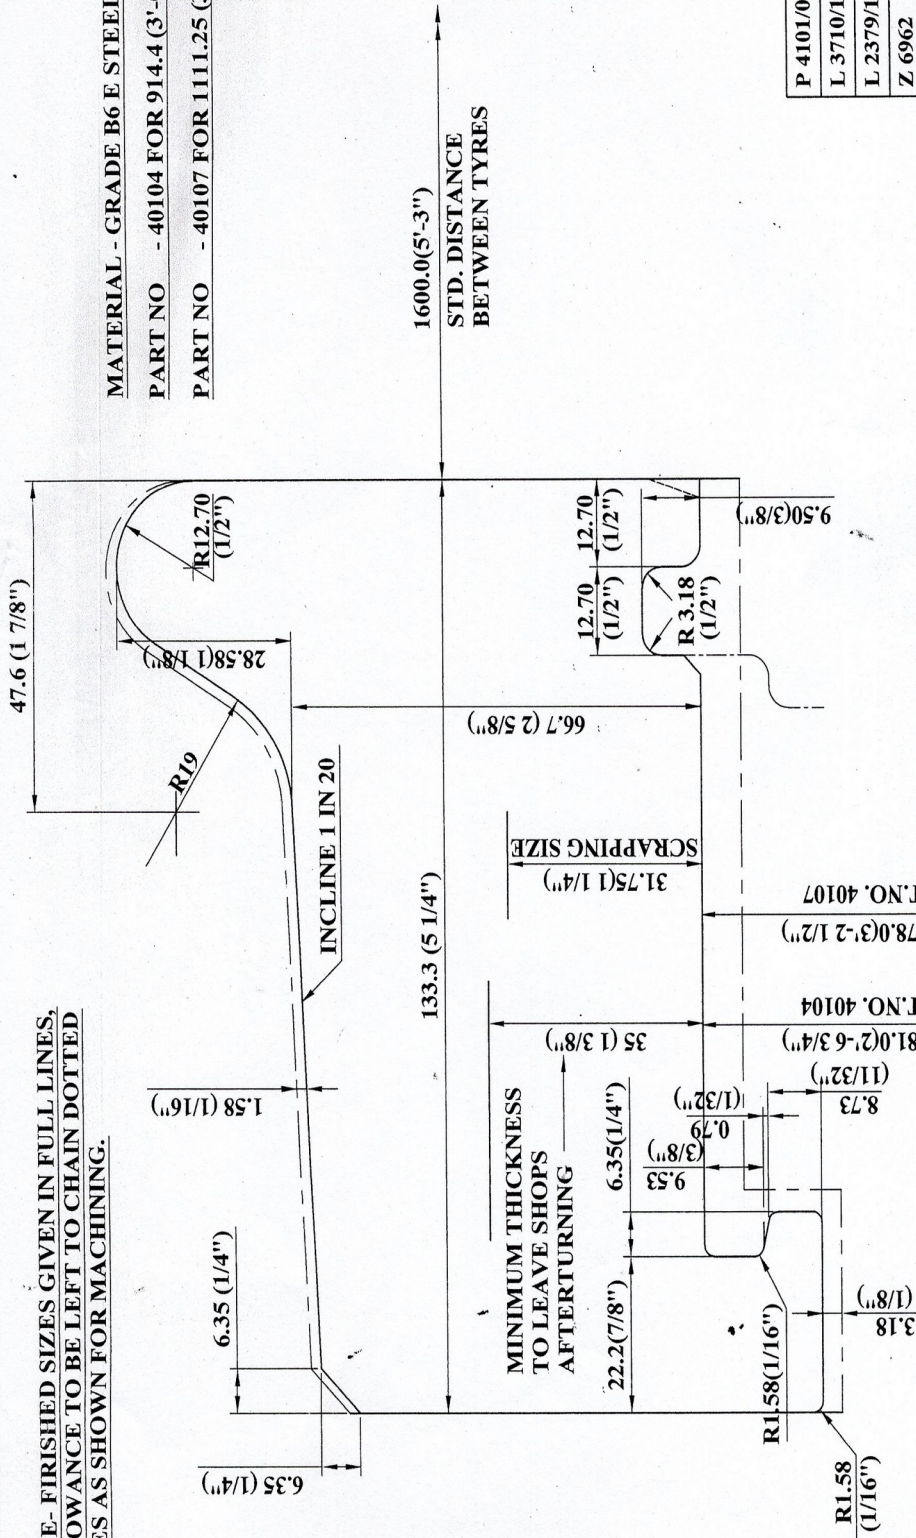 E- FIRISHED SIZES GIVEN IN FULL LINES,
OWANCE TO BE LEFT TO CHAIN DOTTED
ES AS SHOWN FOR MACHINING.
MATERIAL - GRADE B6 E STEEL
PART NO - 40104 FOR 914.4 (3'-
PART NO - 40107 FOR 1111.25 (
47.6 (1 7/8")
R19
R12.70
(1/2")
28.58(1 1/8")
INCLINE 1 IN 20
1.58 (1/16")
6.35 (1/4")
6.35 (1/4")
133.3 (5 1/4")
1600.0(5'-3")
STD. DISTANCE
BETWEEN TYRES
66.7 (2 5/8")
31.75(1 1/4")
SCRAPPING SIZE
35 (1 3/8")
MINIMUM THICKNESS
TO LEAVE SHOPS
AFTERTURNING
12.70
(1/2")
12.70
(1/2")
R 3.18
(1/2")
9.50(3/8")
6.35(1/4")
22.2(7/8")
9.53
(3/8")
0.79
(1/32")
8.73
(11/32")
78.0(3'-2 1/2")
T.NO. 40107
81.0(2'-6 3/4")
T.NO. 40104
3.18
(1/8")
R1.58(1/16")
R1.58
(1/16")
P 4101/0
L 3710/1
L 2379/1
Z 6962